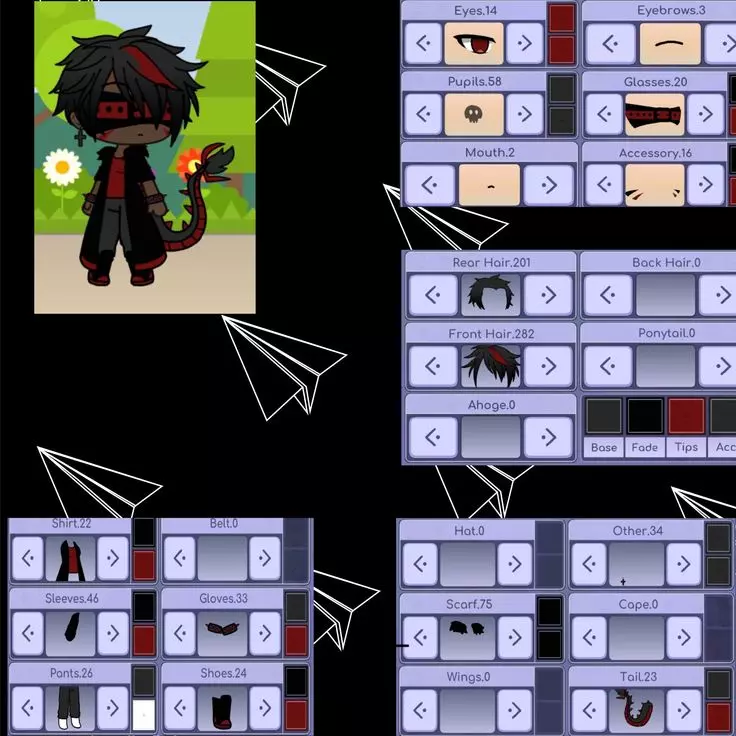 Eyes.14
Eyebrows.3
Pupils.58
Glasses.20
Mouth.2
Accessory.16
Rear Hair.201
Back Hair.0
Front Hair.282
Ponytail.0
Ahoge.0
Base
Fade
Tips
Acc
Shirt.22
Belt.0
Sleeves.46
Gloves.33
Pants.26
Shoes.24
Hat.0
Other.34
Scarf.75
Cape.0
Wings.0
Tail.23